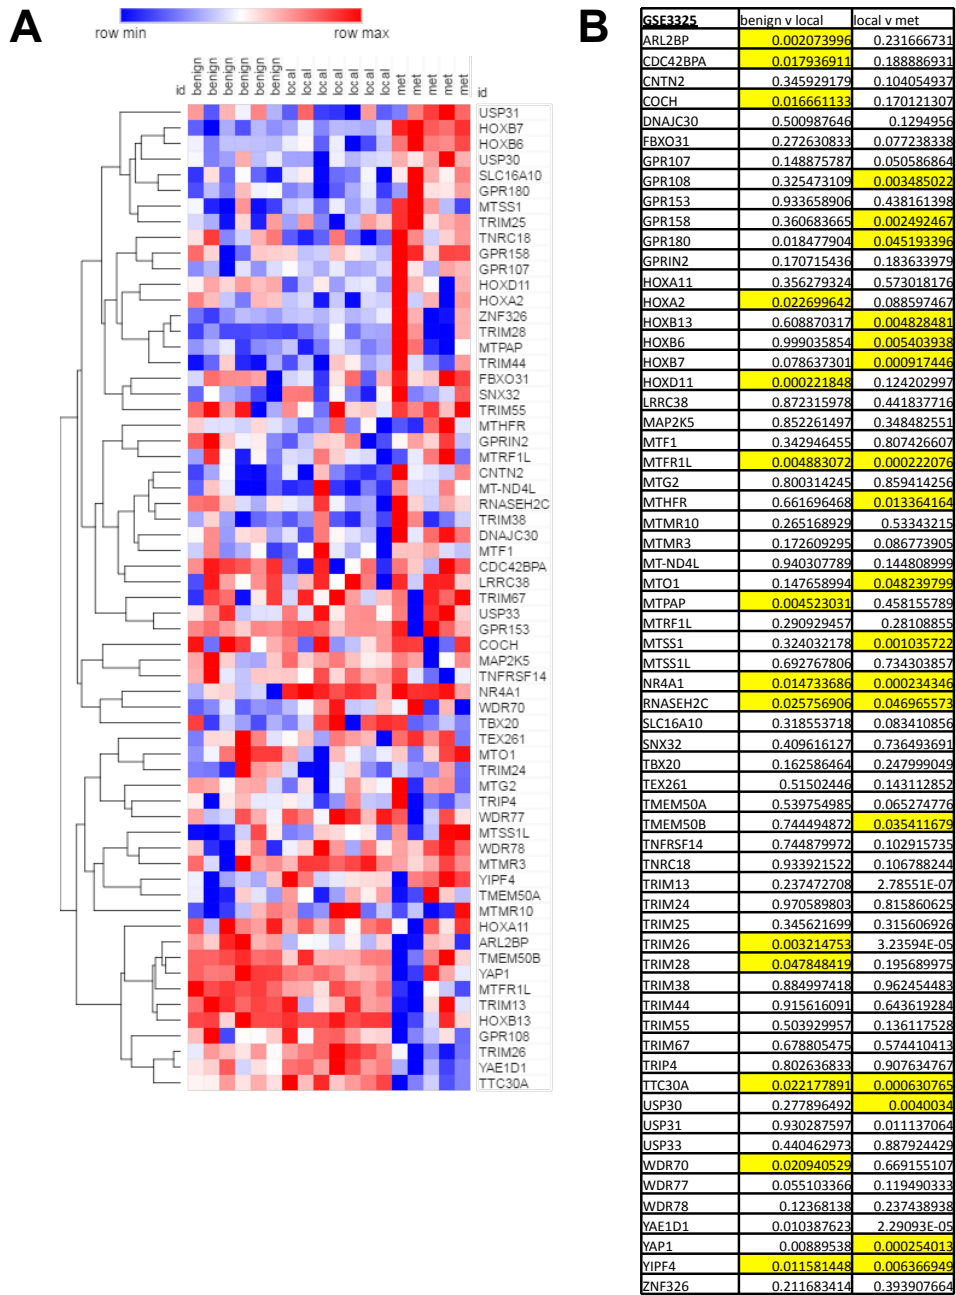 A
row min row max
benign benign benign benign benign benign local local local local local local local met met met met met
id id
USP31
HOXB7
HOXB6
USP30
SLC16A10
GPR180
MTSS1
TRIM25
TNRC18
GPR158
GPR107
HOXD11
HOXA2
ZNF326
TRIM28
MTPAP
TRIM44
FBXO31
SNX32
TRIM55
MTHFR
GPRIN2
MTRF1L
CNTN2
MT-ND4L
RNASEH2C
TRIM38
DNAJC30
MTF1
CDC42BPA
LRRC38
TRIM67
USP33
GPR153
COCH
MAP2K5
TNFRSF14
NR4A1
WDR70
TBX20
TEX261
MTO1
TRIM24
MTG2
TRIP4
WDR77
MTSS1L
WDR78
MTMR3
YIPF4
TMEM50A
MTMR10
HOXA11
ARL2BP
TMEM50B
YAP1
MTFR1L
TRIM13
HOXB13
GPR108
TRIM26
YAE1D1
TTC30A
B
GSE3325 benign v local local v met
ARL2BP 0.002073996 0.231666731
CDC42BPA 0.017936911 0.188886931
CNTN2 0.345929179 0.104054937
COCH 0.016661133 0.170121307
DNAJC30 0.500987646 0.1294956
FBXO31 0.272630833 0.077238338
GPR107 0.148875787 0.050586864
GPR108 0.325473109 0.003485022
GPR153 0.933658906 0.438161398
GPR158 0.360683665 0.002492467
GPR180 0.018477904 0.045193396
GPRIN2 0.170715436 0.183633979
HOXA11 0.356279324 0.573018176
HOXA2 0.022699642 0.088597467
HOXB13 0.608870317 0.004828481
HOXB6 0.999035854 0.005403938
HOXB7 0.078637301 0.000917446
HOXD11 0.000221848 0.124202997
LRRC38 0.872315978 0.441837716
MAP2K5 0.852261497 0.348482551
MTF1 0.342946455 0.807426607
MTFR1L 0.004883072 0.000222076
MTG2 0.800314245 0.859414256
MTHFR 0.661696468 0.013364164
MTMR10 0.265168929 0.53343215
MTMR3 0.172609295 0.086773905
MT-ND4L 0.940307789 0.144808999
MTO1 0.147658994 0.048239799
MTPAP 0.004523031 0.458155789
MTRF1L 0.290929457 0.28108855
MTSS1 0.324032178 0.001035722
MTSS1L 0.692767806 0.734303857
NR4A1 0.014733686 0.000234346
RNASEH2C 0.025756906 0.046965573
SLC16A10 0.318553718 0.083410856
SNX32 0.409616127 0.736493691
TBX20 0.162586464 0.247999049
TEX261 0.51502446 0.143112852
TMEM50A 0.539754985 0.065274776
TMEM50B 0.744494872 0.035411679
TNFRSF14 0.744879972 0.102915735
TNRC18 0.933921522 0.106788244
TRIM13 0.237472708 2.78551E-07
TRIM24 0.970589803 0.815860625
TRIM25 0.345621699 0.315606926
TRIM26 0.003214753 3.23594E-05
TRIM28 0.047848419 0.195689975
TRIM38 0.884997418 0.962454483
TRIM44 0.915616091 0.643619284
TRIM55 0.503929957 0.136117528
TRIM67 0.678805475 0.574410413
TRIP4 0.802636833 0.907634767
TTC30A 0.022177891 0.000630765
USP30 0.277896492 0.0040034
USP31 0.930287597 0.011137064
USP33 0.440462973 0.887924429
WDR70 0.020940529 0.669155107
WDR77 0.055103366 0.119490333
WDR78 0.12368138 0.237438938
YAE1D1 0.010387623 2.29093E-05
YAP1 0.00889538 0.000254013
YIPF4 0.011581448 0.006366949
ZNF326 0.211683414 0.393907664